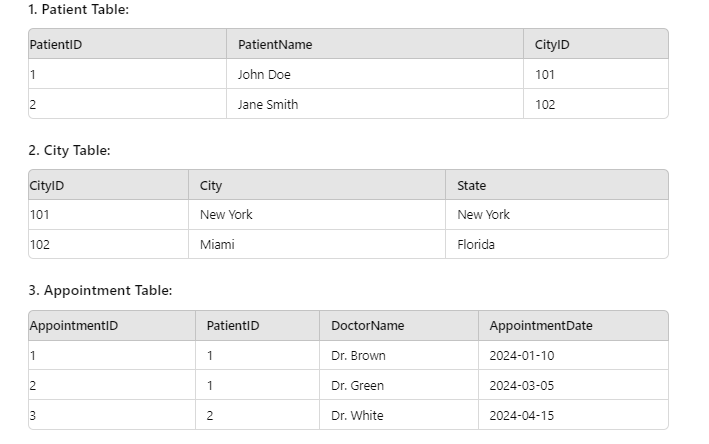 1. Patient Table:
PatientID PatientName CityID
1 John Doe 101
2 Jane Smith 102
2. City Table:
CityID City State
101 New York New York
102 Miami Florida
3. Appointment Table:
AppointmentID PatientID DoctorName AppointmentDate
1 1 Dr. Brown 2024-01-10
2 1 Dr. Green 2024-03-05
3 2 Dr. White 2024-04-15